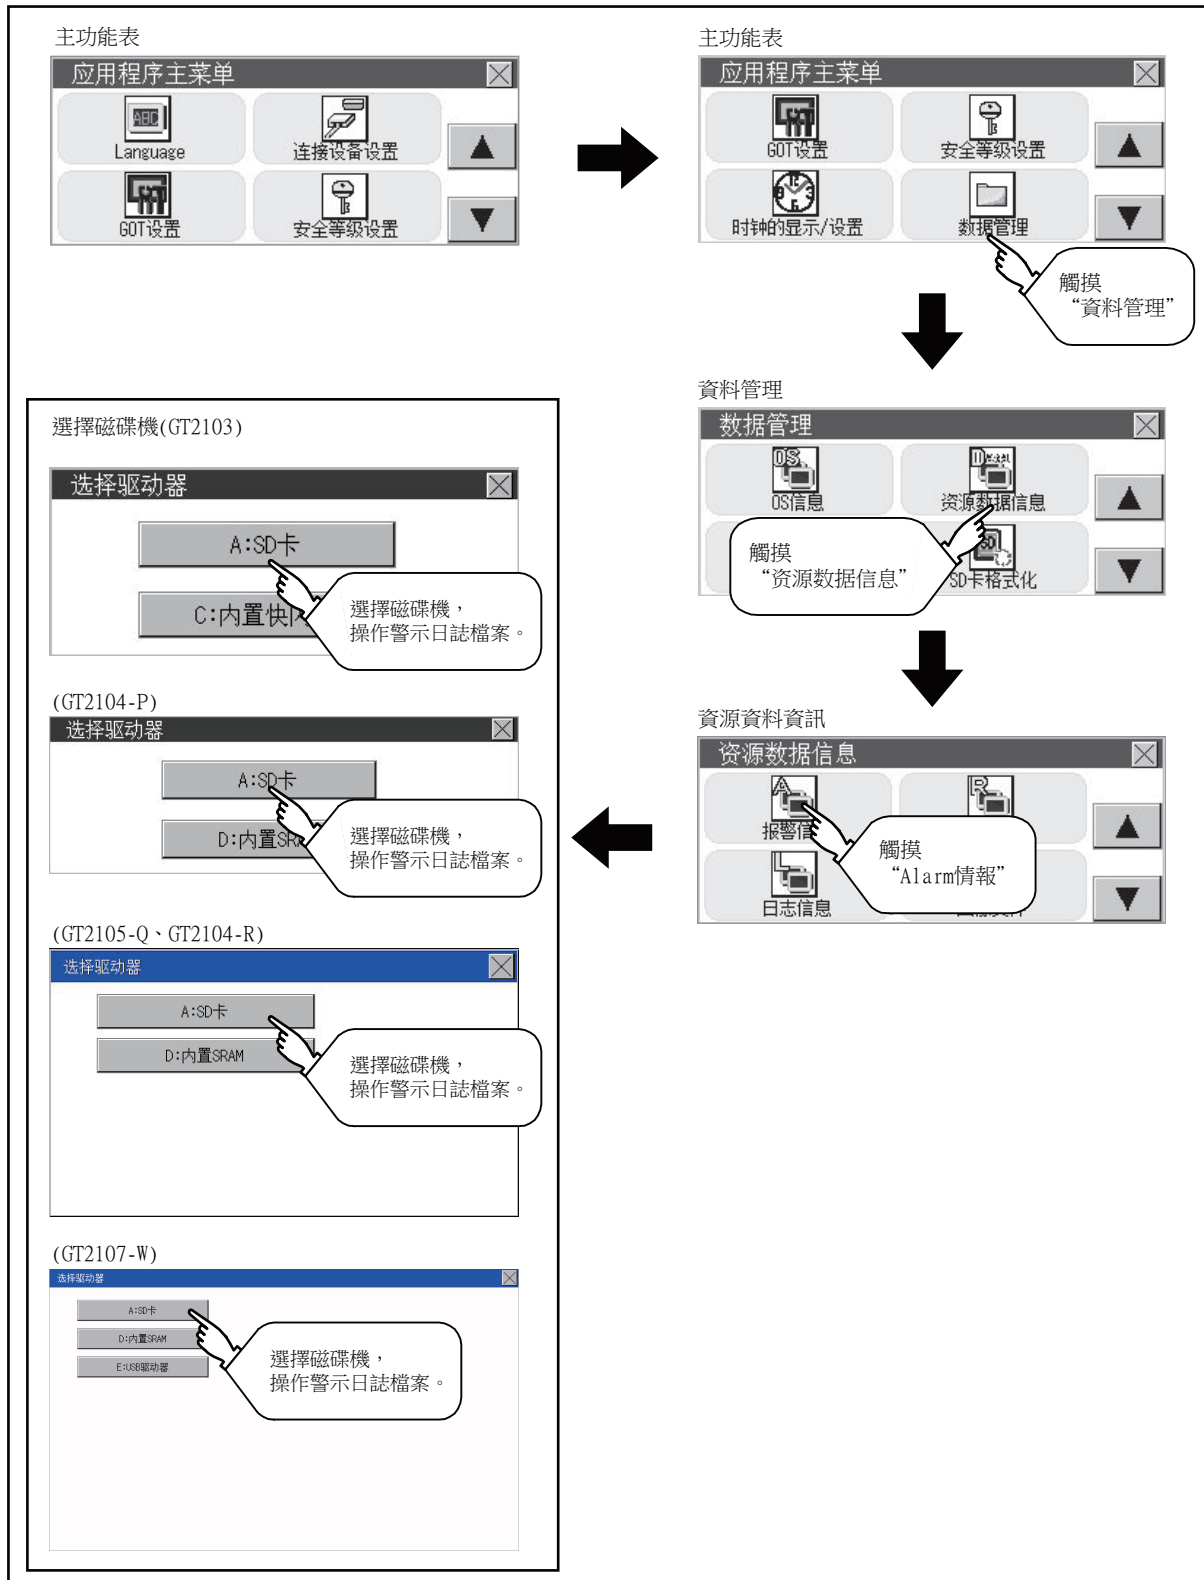 主功能表
应用程序主菜单
Language
连接设备设置
GOT设置
安全等级设置
主功能表
应用程序主菜单
GOT设置
安全等级设置
时钟的显示/设置
数据管理
觸摸
“資料管理”
資料管理
数据管理
OS信息
资源数据信息
SD卡格式化
觸摸
“资源数据信息”
資源資料資訊
资源数据信息
报警信
日志信息
觸摸
“Alarm情報”
選擇磁碟機(GT2103)
选择驱动器
A:SD卡
C:内置快闪
選擇磁碟機，
操作警示日誌檔案。
(GT2104-P)
选择驱动器
A:SD卡
D:内置SRA
選擇磁碟機，
操作警示日誌檔案。
(GT2105-Q、GT2104-R)
选择驱动器
A:SD卡
D:内置SRAM
選擇磁碟機，
操作警示日誌檔案。
(GT2107-W)
选择驱动器
A:SD卡
D:内置SRAM
E:USB驱动器
選擇磁碟機，
操作警示日誌檔案。